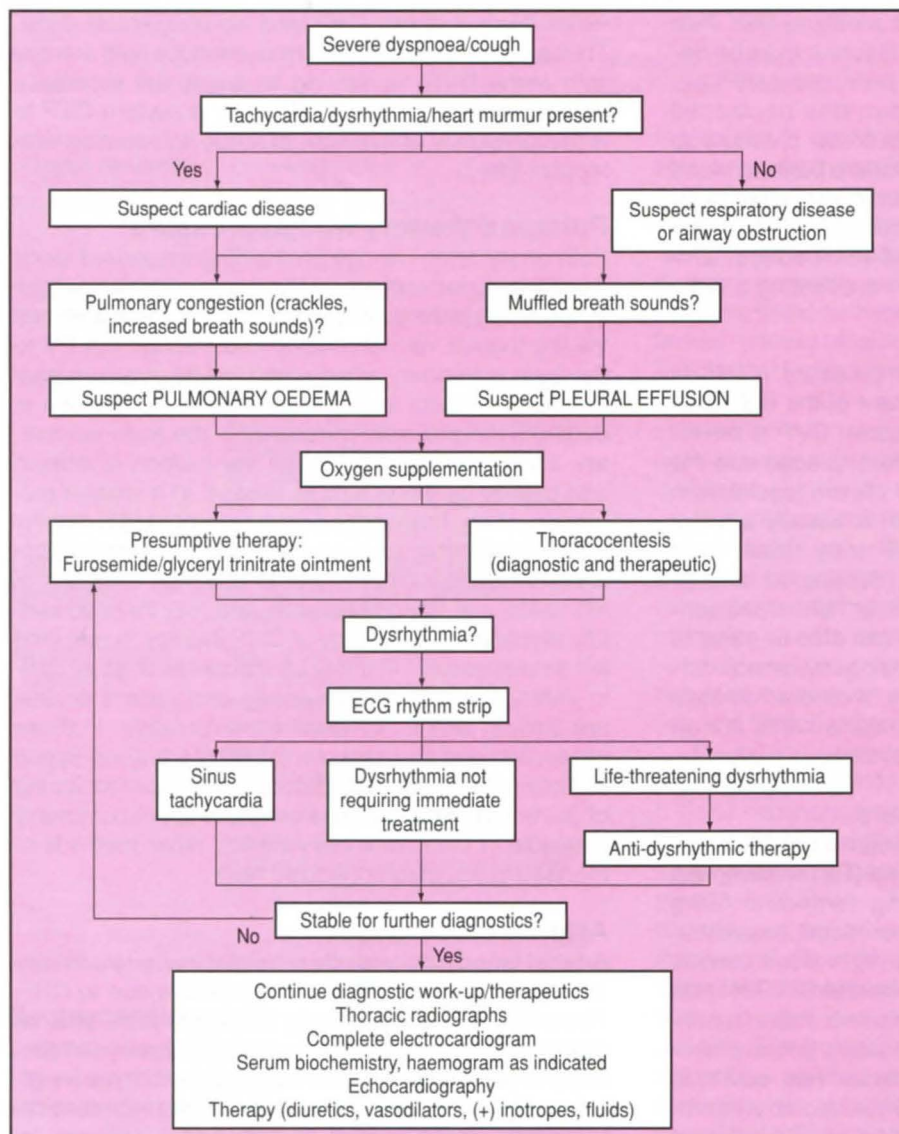 Severe dyspnoea/cough
Tachycardia/dysrhythmia/heart murmur present?
Yes
No
Suspect cardiac disease
Suspect respiratory disease
or airway obstruction
Pulmonary congestion (crackles,
increased breath sounds)?
Muffled breath sounds?
Suspect PULMONARY OEDEMA
Suspect PLEURAL EFFUSION
Oxygen supplementation
Presumptive therapy:
Furosemide/glyceryl trinitrate ointment
Thoracocentesis
(diagnostic and therapeutic)
Dysrhythmia?
ECG rhythm strip
Sinus
tachycardia
Dysrhythmia not
requiring immediate
treatment
Life-threatening dysrhythmia
Anti-dysrhythmic therapy
Stable for further diagnostics?
No
Yes
Continue diagnostic work-up/therapeutics
Thoracic radiographs
Complete electrocardiogram
Serum biochemistry, haemogram as indicated
Echocardiography
Therapy (diuretics, vasodilators, (+) inotropes, fluids)